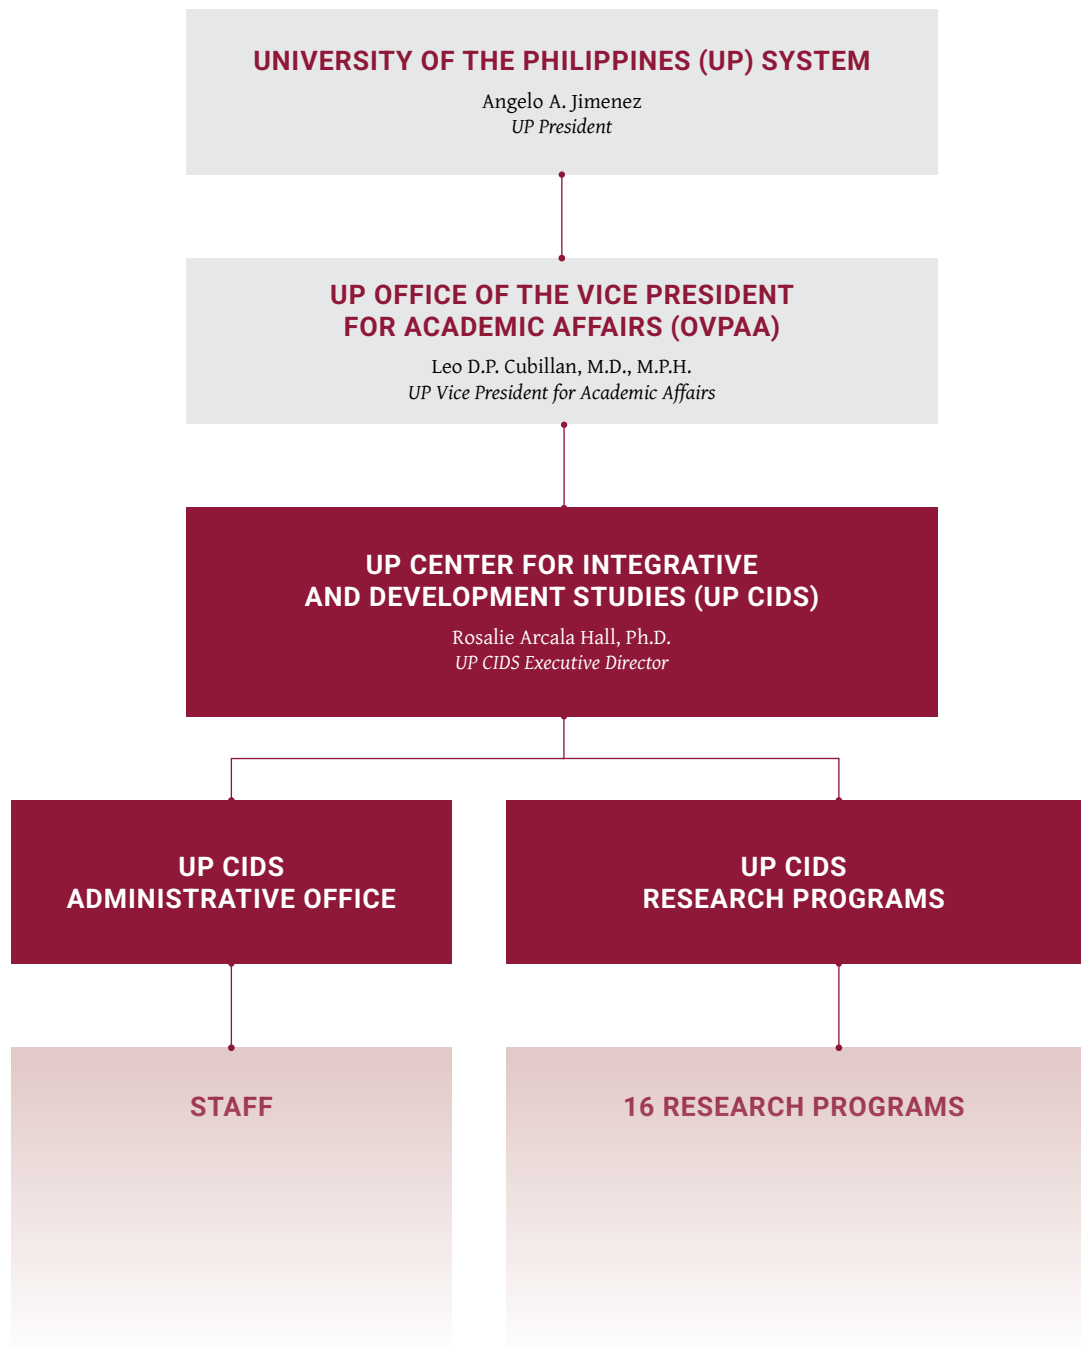 UNIVERSITY OF THE PHILIPPINES (UP) SYSTEM
Angelo A. Jimenez
UP President
UP OFFICE OF THE VICE PRESIDENT
FOR ACADEMIC AFFAIRS (OVPAA)
Leo D.P. Cubillan, M.D., M.P.H.
UP Vice President for Academic Affairs
UP CENTER FOR INTEGRATIVE
AND DEVELOPMENT STUDIES (UP CIDS)
Rosalie Arcala Hall, Ph.D.
UP CIDS Executive Director
UP CIDS
ADMINISTRATIVE OFFICE
UP CIDS
RESEARCH PROGRAMS
STAFF
16 RESEARCH PROGRAMS